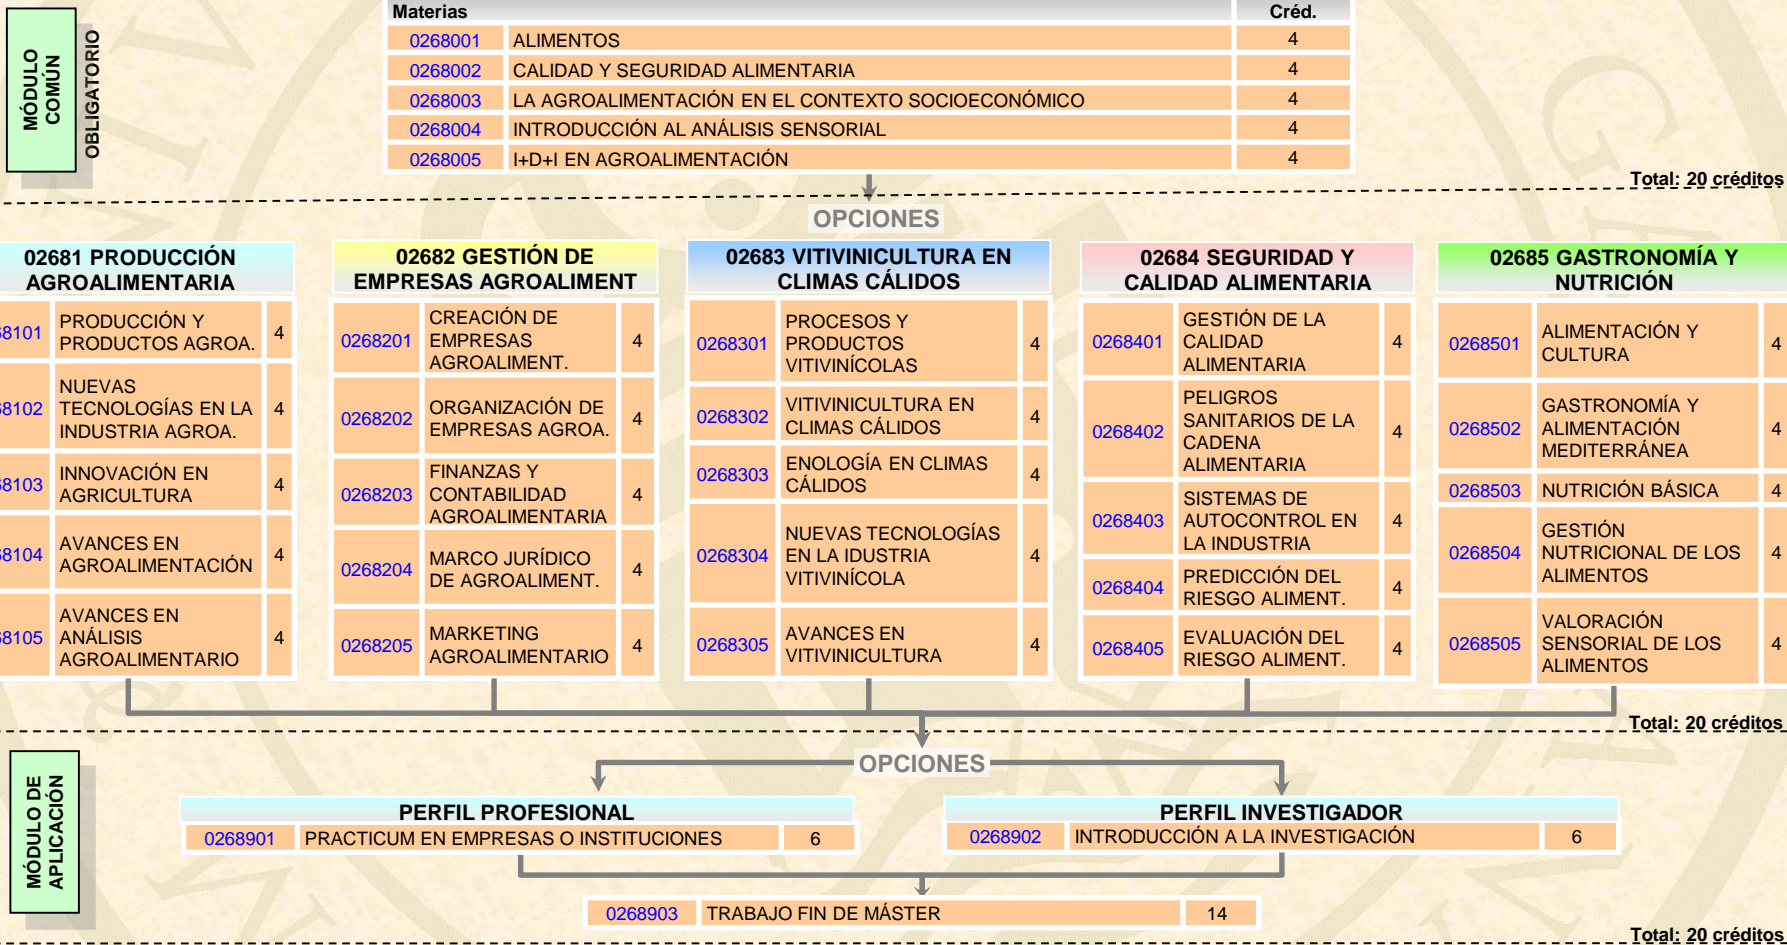 MÓDULO
COMÚN
OBLIGATORIO
Materias Créd.
0268001 ALIMENTOS 4
0268002 CALIDAD Y SEGURIDAD ALIMENTARIA 4
0268003 LA AGROALIMENTACIÓN EN EL CONTEXTO SOCIOECONÓMICO 4
0268004 INTRODUCCIÓN AL ANÁLISIS SENSORIAL 4
0268005 I+D+I EN AGROALIMENTACIÓN 4
Total: 20 créditos
OPCIONES
02681 PRODUCCIÓN
AGROALIMENTARIA
68101 PRODUCCIÓN Y
PRODUCTOS AGROA. 4
68102 NUEVAS
TECNOLOGÍAS EN LA
INDUSTRIA AGROA. 4
68103 INNOVACIÓN EN
AGRICULTURA 4
68104 AVANCES EN
AGROALIMENTACIÓN 4
68105 AVANCES EN
ANÁLISIS
AGROALIMENTARIO 4
02682 GESTIÓN DE
EMPRESAS AGROALIMENT
0268201 CREACIÓN DE
EMPRESAS
AGROALIMENT. 4
0268202 ORGANIZACIÓN DE
EMPRESAS AGROA. 4
0268203 FINANZAS Y
CONTABILIDAD
AGROALIMENTARIA 4
0268204 MARCO JURÍDICO
DE AGROALIMENT. 4
0268205 MARKETING
AGROALIMENTARIO 4
02683 VITIVINICULTURA EN
CLIMAS CÁLIDOS
0268301 PROCESOS Y
PRODUCTOS
VITIVINÍCOLAS 4
0268302 VITIVINICULTURA EN
CLIMAS CÁLIDOS 4
0268303 ENOLOGÍA EN CLIMAS
CÁLIDOS 4
0268304 NUEVAS TECNOLOGÍAS
EN LA IDUSTRIA
VITIVINÍCOLA 4
0268305 AVANCES EN
VITIVINICULTURA 4
02684 SEGURIDAD Y
CALIDAD ALIMENTARIA
0268401 GESTIÓN DE LA
CALIDAD
ALIMENTARIA 4
0268402 PELIGROS
SANITARIOS DE LA
CADENA
ALIMENTARIA 4
0268403 SISTEMAS DE
AUTOCONTROL EN
LA INDUSTRIA 4
0268404 PREDICCIÓN DEL
RIESGO ALIMENT. 4
0268405 EVALUACIÓN DEL
RIESGO ALIMENT. 4
02685 GASTRONOMÍA Y
NUTRICIÓN
0268501 ALIMENTACIÓN Y
CULTURA 4
0268502 GASTRONOMÍA Y
ALIMENTACIÓN
MEDITERRÁNEA 4
0268503 NUTRICIÓN BÁSICA 4
0268504 GESTIÓN
NUTRICIONAL DE LOS
ALIMENTOS 4
0268505 VALORACIÓN
SENSORIAL DE LOS
ALIMENTOS 4
Total: 20 créditos
MÓDULO DE
APLICACIÓN
OPCIONES
PERFIL PROFESIONAL
0268901 PRACTICUM EN EMPRESAS O INSTITUCIONES 6
PERFIL INVESTIGADOR
0268902 INTRODUCCIÓN A LA INVESTIGACIÓN 6
0268903 TRABAJO FIN DE MÁSTER 14
Total: 20 créditos